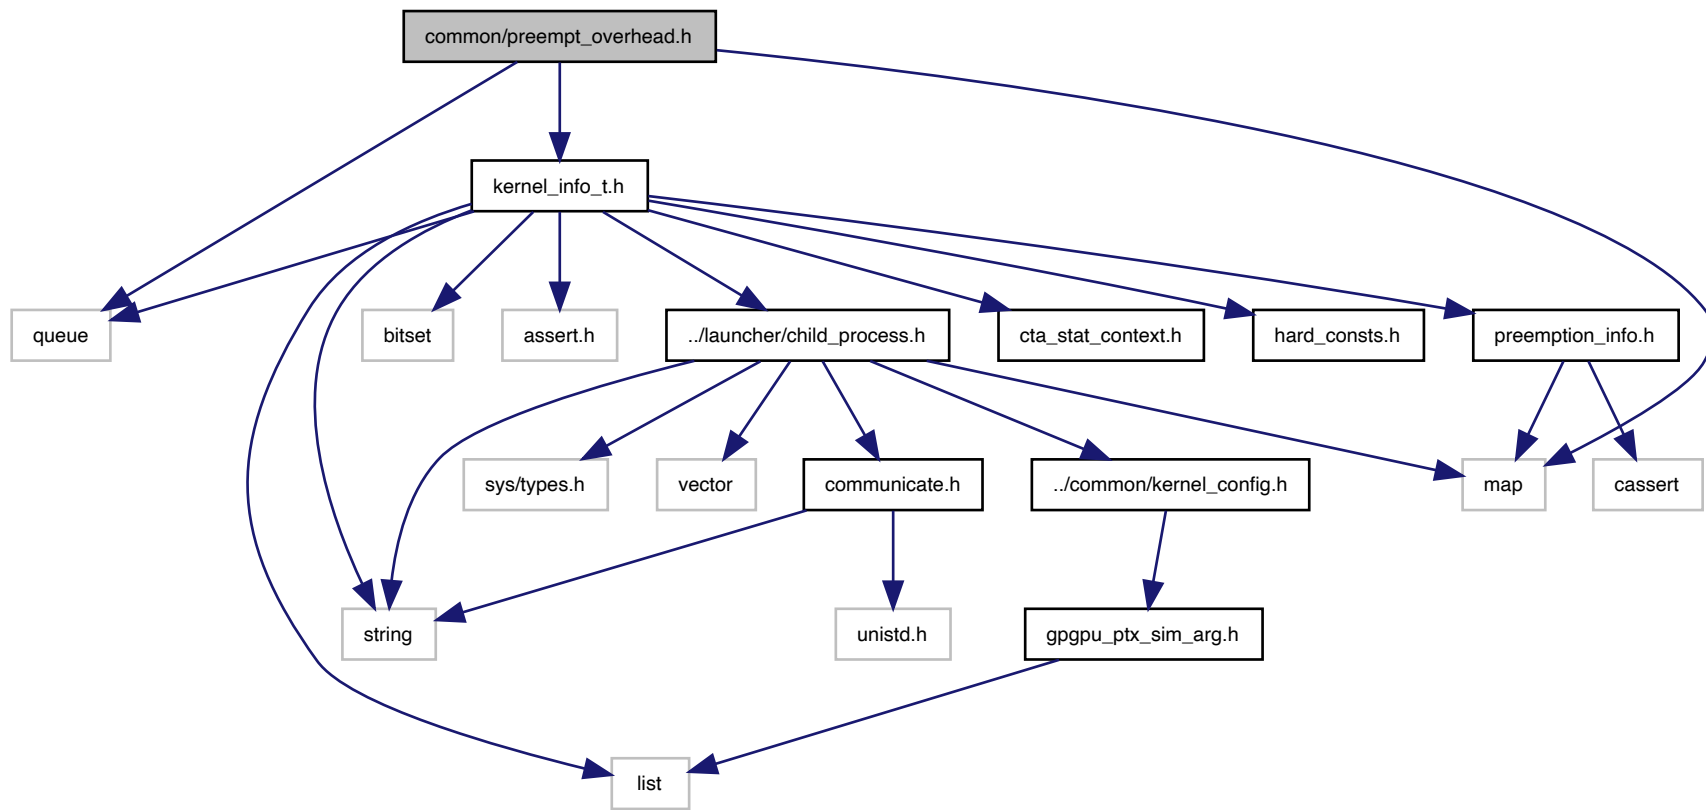 common/preempt_overhead.h
kernel_info_t.h
queue
bitset
assert.h
../launcher/child_process.h
cta_stat_context.h
hard_consts.h
preemption_info.h
sys/types.h
vector
communicate.h
../common/kernel_config.h
map
cassert
string
unistd.h
gpgpu_ptx_sim_arg.h
list